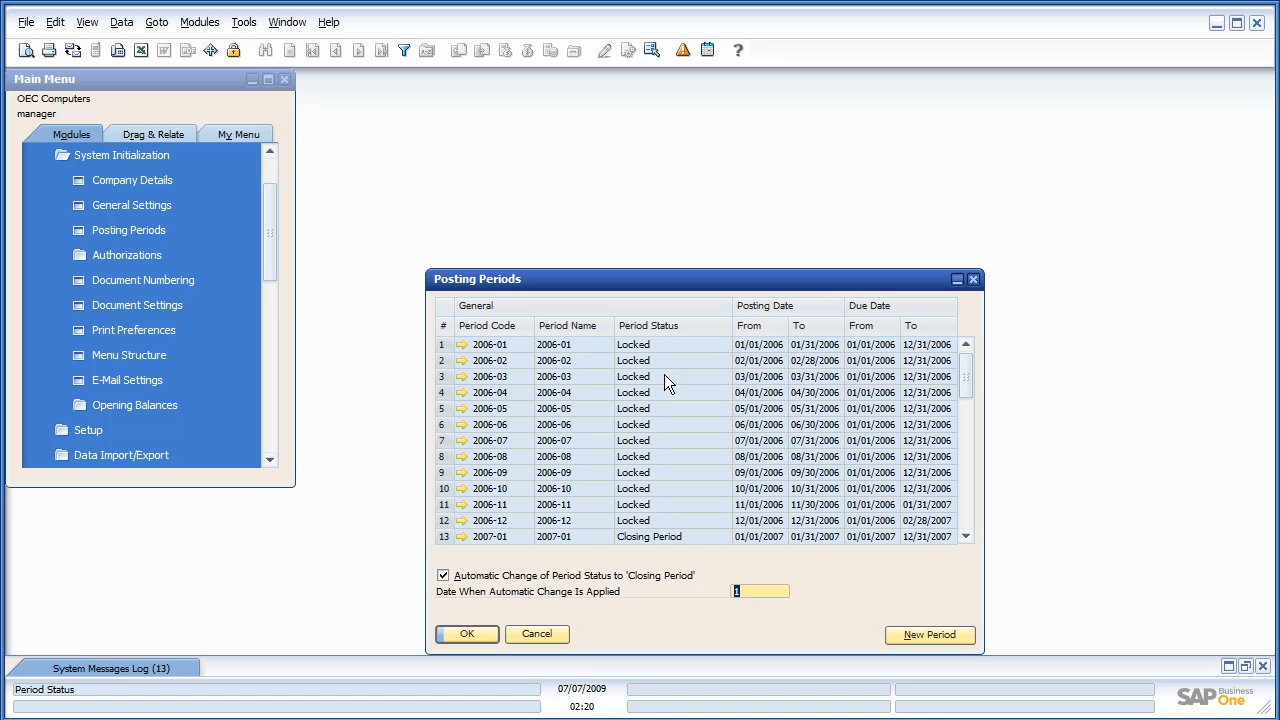 File Edit View Data Goto Modules Tools Window Help
Main Menu
OEC Computers
manager
Modules Drag & Relate My Menu
System Initialization
Company Details
General Settings
Posting Periods
Authorizations
Document Numbering
Document Settings
Print Preferences
Menu Structure
E-Mail Settings
Opening Balances
Setup
Data Import/Export
Posting Periods
General Posting Date Due Date
# Period Code Period Name Period Status From To From To
1 2006-01 2006-01 Locked 01/01/2006 01/31/2006 01/01/2006 12/31/2006
2 2006-02 2006-02 Locked 02/01/2006 02/28/2006 01/01/2006 12/31/2006
3 2006-03 2006-03 Locked 03/01/2006 03/31/2006 01/01/2006 12/31/2006
4 2006-04 2006-04 Locked 04/01/2006 04/30/2006 01/01/2006 12/31/2006
5 2006-05 2006-05 Locked 05/01/2006 05/31/2006 01/01/2006 12/31/2006
6 2006-06 2006-06 Locked 06/01/2006 06/30/2006 01/01/2006 12/31/2006
7 2006-07 2006-07 Locked 07/01/2006 07/31/2006 01/01/2006 12/31/2006
8 2006-08 2006-08 Locked 08/01/2006 08/31/2006 01/01/2006 12/31/2006
9 2006-09 2006-09 Locked 09/01/2006 09/30/2006 01/01/2006 12/31/2006
10 2006-10 2006-10 Locked 10/01/2006 10/31/2006 01/01/2006 12/31/2006
11 2006-11 2006-11 Locked 11/01/2006 11/30/2006 01/01/2006 01/31/2007
12 2006-12 2006-12 Locked 12/01/2006 12/31/2006 01/01/2006 02/28/2007
13 2007-01 2007-01 Closing Period 01/01/2007 01/31/2007 01/01/2007 12/31/2007
Automatic Change of Period Status to 'Closing Period'
Date When Automatic Change Is Applied 1
OK Cancel New Period
System Messages Log (13)
Period Status 07/07/2009
02:20
SAP Business One